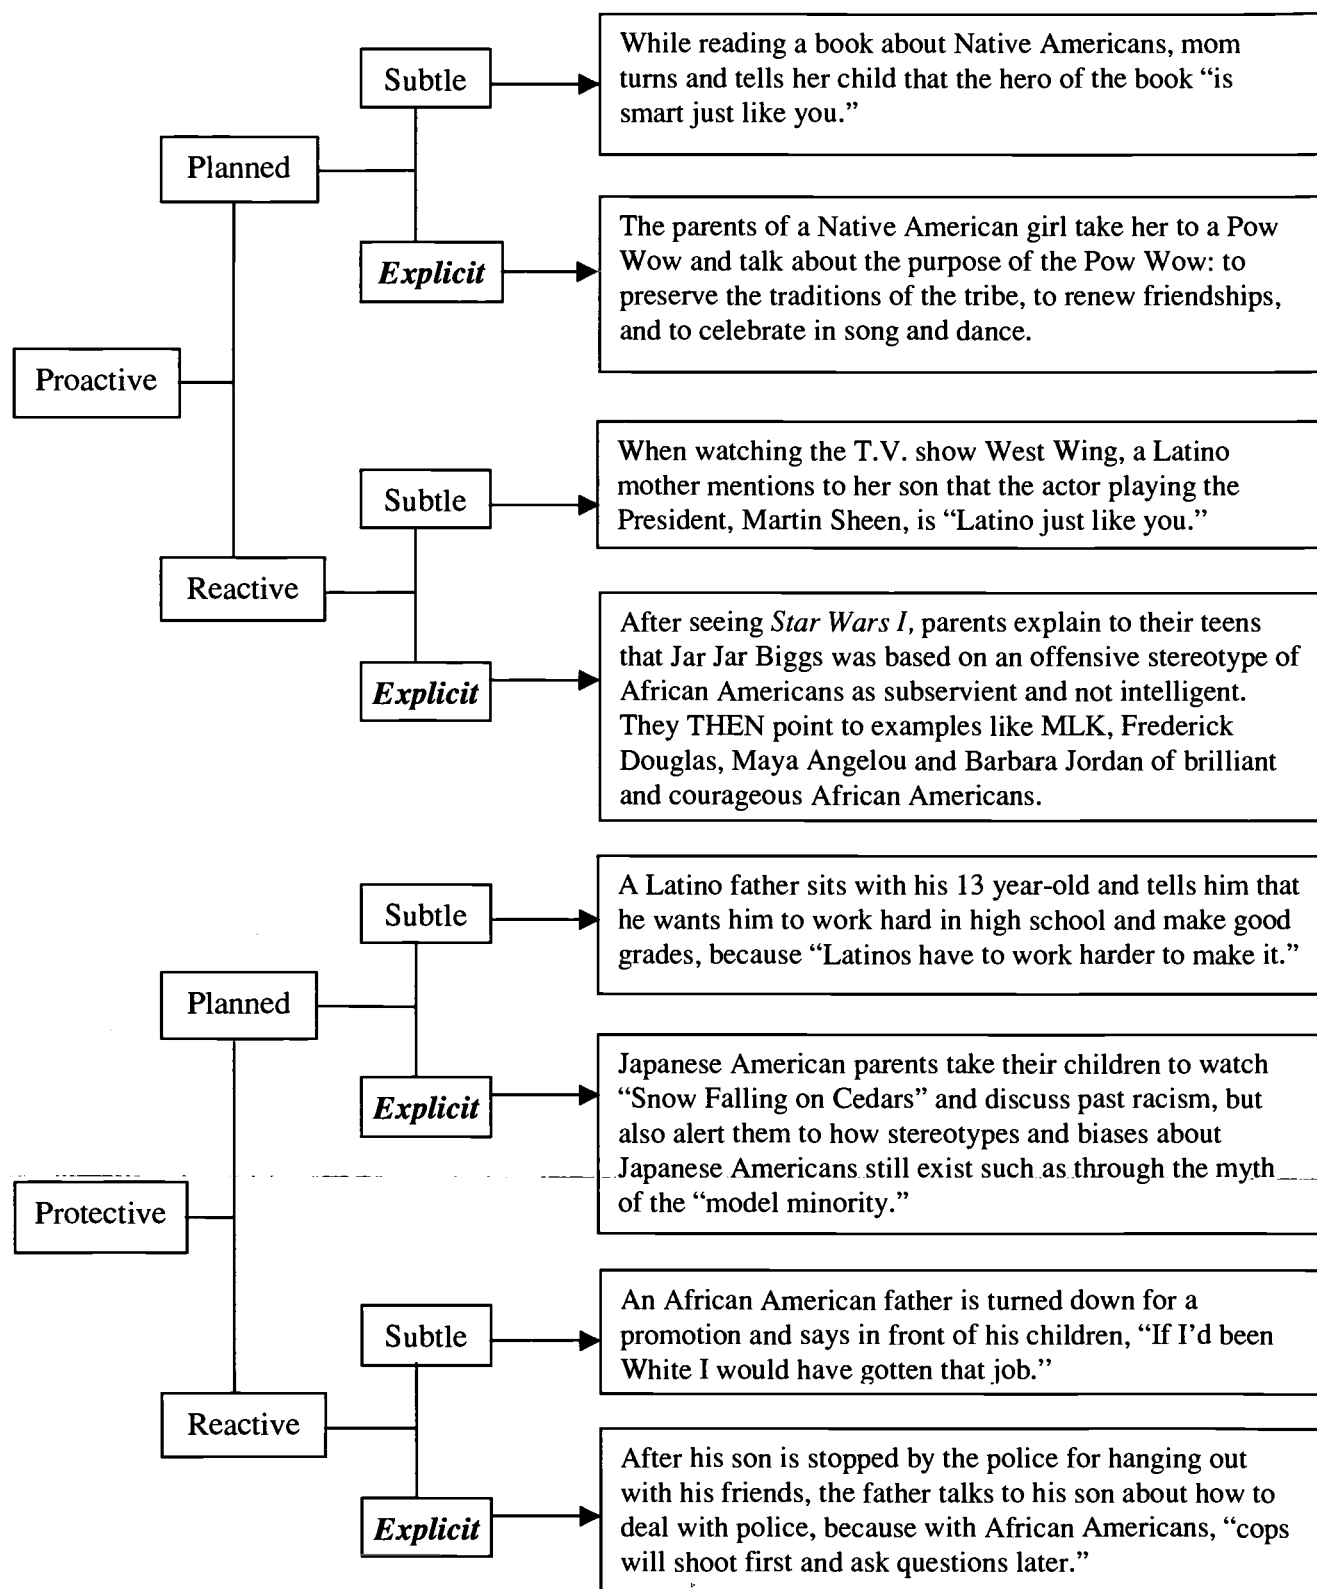 While reading a book about Native Americans, mom
turns and tells her child that the hero of the book “is
smart just like you.”
Subtle
Planned
The parents of a Native American girl take her to a Pow
Wow and talk about the purpose of the Pow Wow: to
preserve the traditions of the tribe, to renew friendships,
and to celebrate in song and dance.
Explicit
Proactive
When watching the T.V. show West Wing, a Latino
mother mentions to her son that the actor playing the
President, Martin Sheen, is “Latino just like you.”
Subtle
Reactive
After seeing Star Wars I, parents explain to their teens
that Jar Jar Biggs was based on an offensive stereotype of
African Americans as subservient and not intelligent.
They THEN point to examples like MLK, Frederick
Douglas, Maya Angelou and Barbara Jordan of brilliant
and courageous African Americans.
Explicit
A Latino father sits with his 13 year-old and tells him that
he wants him to work hard in high school and make good
grades, because “Latinos have to work harder to make it.”
Subtle
Planned
Japanese American parents take their children to watch
“Snow Falling on Cedars” and discuss past racism, but
also alert them to how stereotypes and biases about
Japanese Americans still exist such as through the myth
of the “model minority.”
Explicit
Protective
An African American father is turned down for a
promotion and says in front of his children, “If I’d been
White I would have gotten that job.”
Subtle
Reactive
After his son is stopped by the police for hanging out
with his friends, the father talks to his son about how to
deal with police, because with African Americans, “cops
will shoot first and ask questions later.”
Explicit